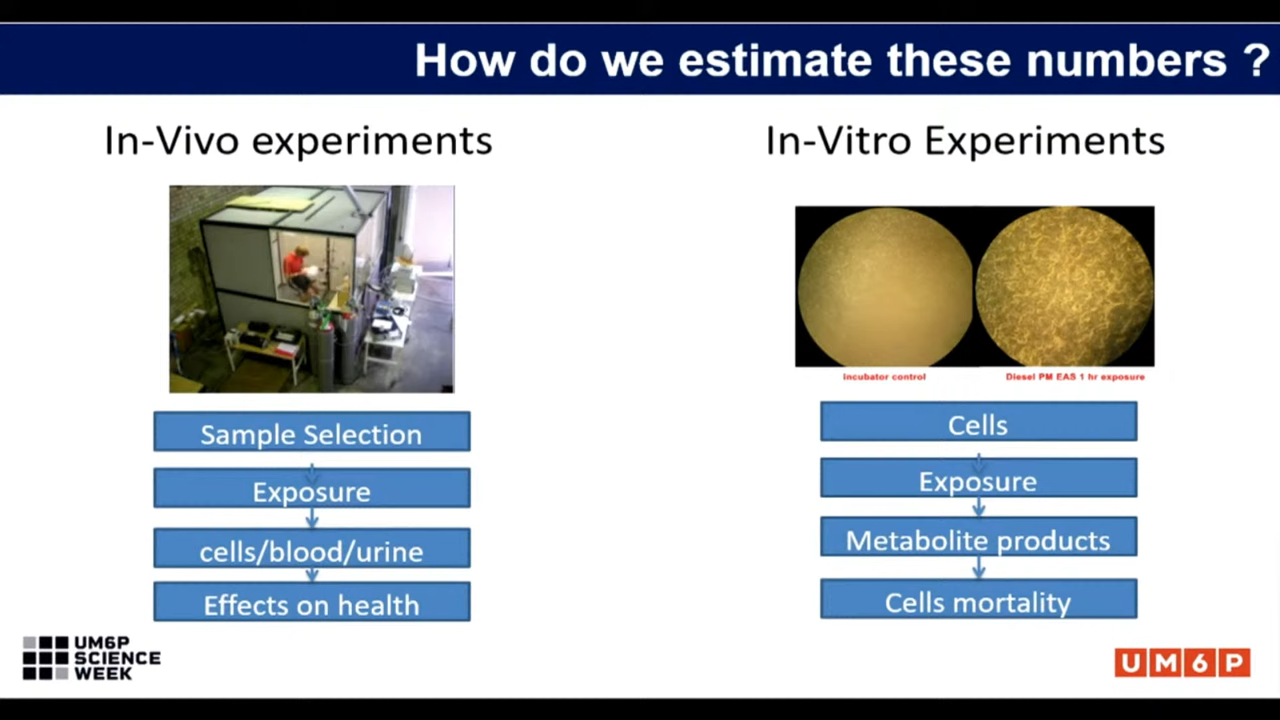 How do we estimate these numbers ?
In-Vivo experiments
Sample Selection
Exposure
cells/blood/urine
Effects on health
In-Vitro Experiments
incubator control
Diesel PM EAS 1 hr exposure
Cells
Exposure
Metabolite products
Cells mortality
UM6P
SCIENCE
WEEK
UM6P